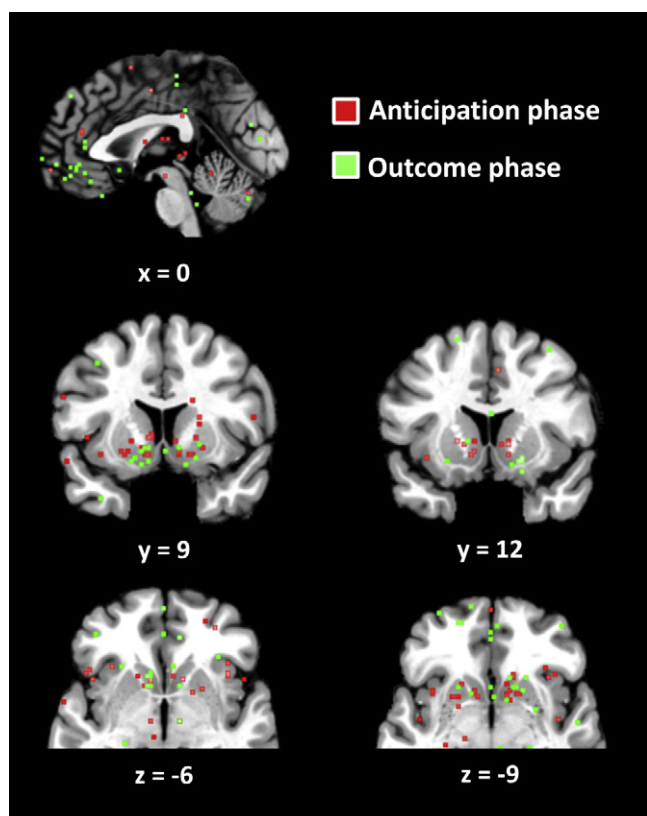 Anticipation phase
Outcome phase
x = 0
y = 9
y = 12
z = -6
z = -9